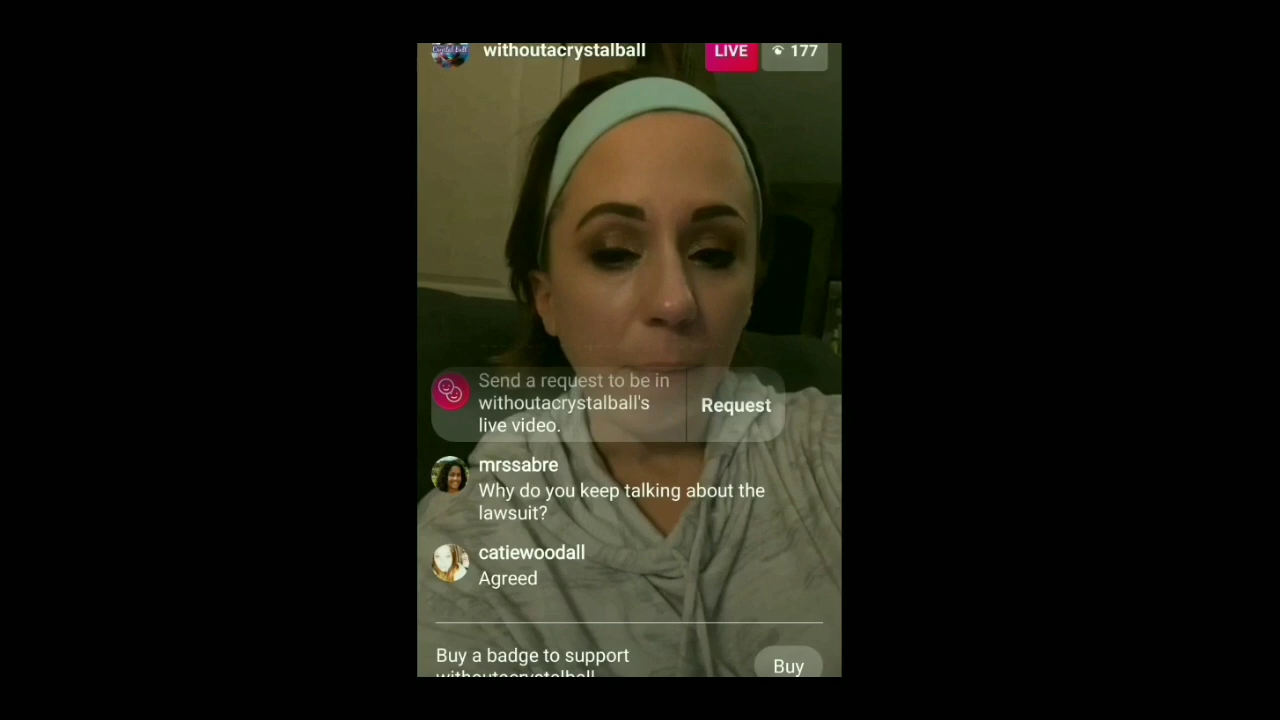 withoutacrystalball
LIVE
177
Send a request to be in
withoutacrystalball's
live video.
Request
mrssabre
Why do you keep talking about the
lawsuit?
catiewoodall
Agreed
Buy a badge to support
withoutacrystalball
Buy